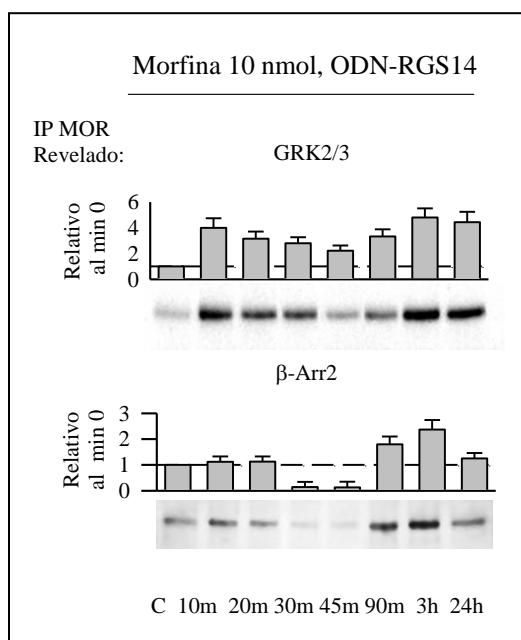 Morfina 10 nmol, ODN-RGS14
IP MOR
Revelado:
GRK2/3
Relativo
al min 0
6
4
2
0
β-Arr2
Relativo
al min 0
3
2
1
0
C 10m 20m 30m 45m 90m 3h 24h